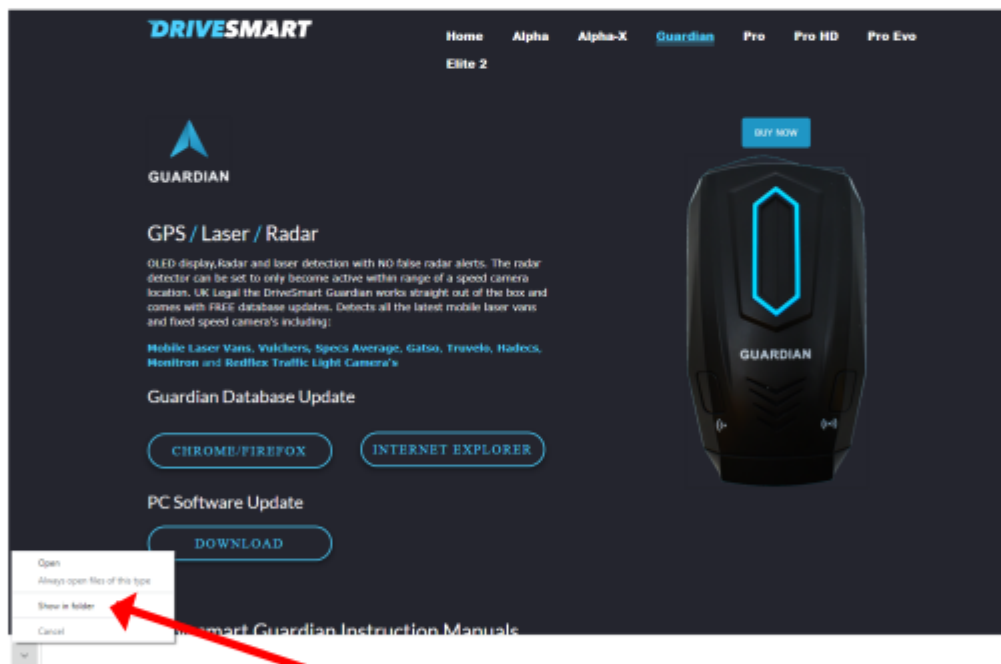 DRIVESMART
Home Alpha Alpha-X Guardian Pro Pro HD Pro Evo
Elite 2
BUY NOW
GUARDIAN
GPS / Laser / Radar
OLED display,Radar and laser detection with NO false radar alerts. The radar
detector can be set to only become active within range of a speed camera
location. UK Legal the DriveSmart Guardian works straight out of the box and
comes with FREE database updates. Detects all the latest mobile laser vans
and fixed speed camera's including:
Mobile Laser Vans, Vulchers, Specs Average, Gatso, Truvelo, Hadecs,
Monitron and Redflex Traffic Light Camera's
GUARDIAN
Guardian Database Update
CHROME/FIREFOX INTERNET EXPLORER
PC Software Update
DOWNLOAD
Open
Always open files of this type
Show in folder
Cancel
smart Guardian Instruction Manuals